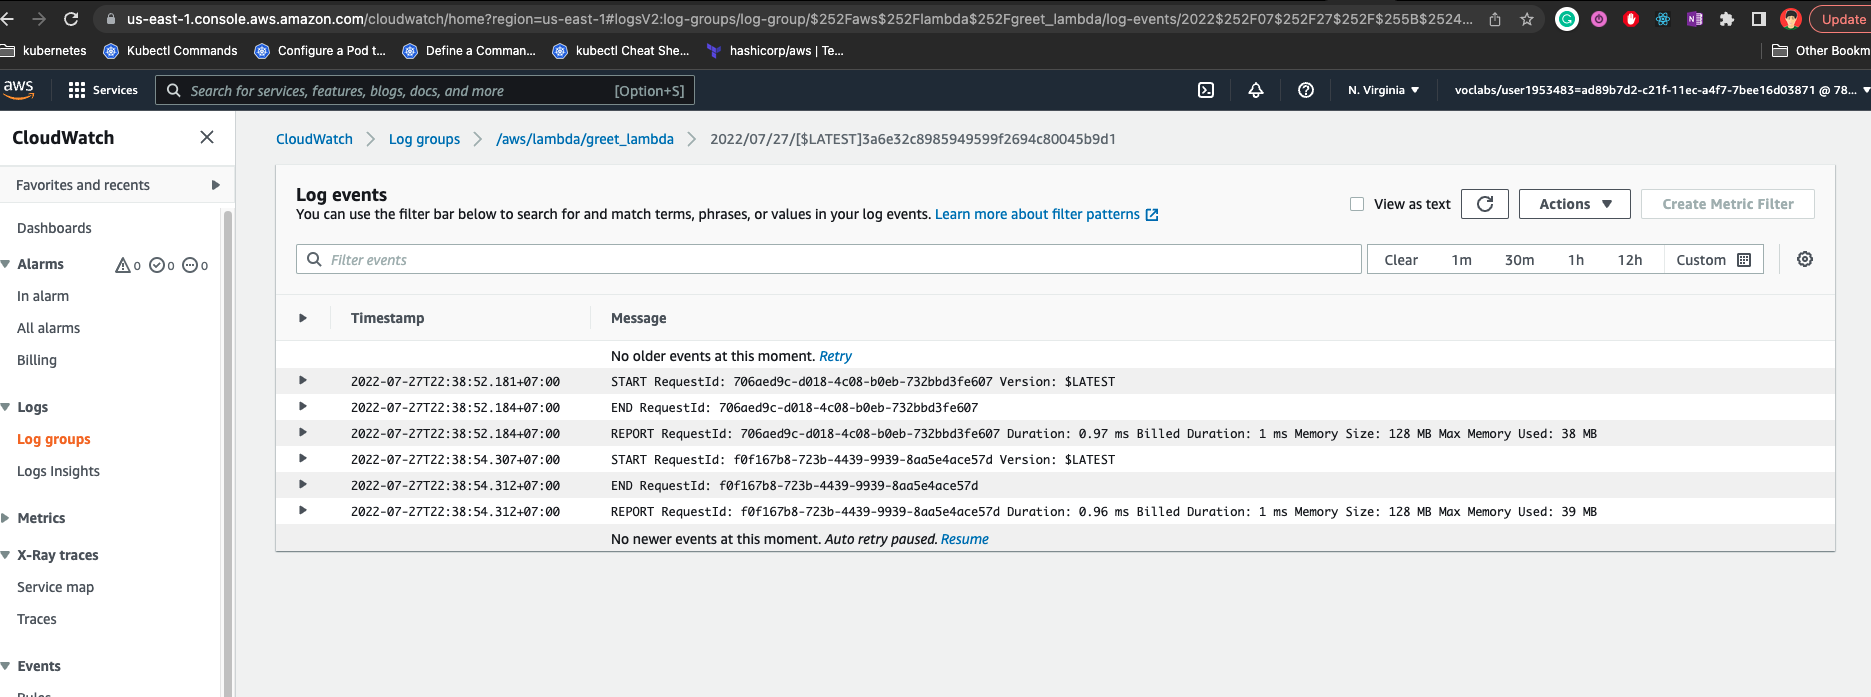 us-east-1.console.aws.amazon.com/cloudwatch/home?region=us-east-1#logsV2:log-groups/log-group/$252Faws$252Flambda$252Fgreet_lambda/log-events/2022$252F07$252F27$252F$255B$2524...
Update
kubernetes Kubectl Commands Configure a Pod t... Define a Comman... kubectl Cheat She... hashicorp/aws | Te... Other Bookm
aws Services Search for services, features, blogs, docs, and more [Option+S] N. Virginia voclabs/user1953483=ad89b7d2-c21f-11ec-a4f7-7bee16d03871 @ 78...
CloudWatch
Favorites and recents
Dashboards
Alarms 0 0 0
In alarm
All alarms
Billing
Logs
Log groups
Logs Insights
Metrics
X-Ray traces
Service map
Traces
Events
Rules
CloudWatch Log groups /aws/lambda/greet_lambda 2022/07/27/[$LATEST]3a6e32c8985949599f2694c80045b9d1
Log events
You can use the filter bar below to search for and match terms, phrases, or values in your log events. Learn more about filter patterns
View as text Actions Create Metric Filter
Filter events Clear 1m 30m 1h 12h Custom
Timestamp Message
No older events at this moment. Retry
2022-07-27T22:38:52.181+07:00 START RequestId: 706aed9c-d018-4c08-b0eb-732bbd3fe607 Version: $LATEST
2022-07-27T22:38:52.184+07:00 END RequestId: 706aed9c-d018-4c08-b0eb-732bbd3fe607
2022-07-27T22:38:52.184+07:00 REPORT RequestId: 706aed9c-d018-4c08-b0eb-732bbd3fe607 Duration: 0.97 ms Billed Duration: 1 ms Memory Size: 128 MB Max Memory Used: 38 MB
2022-07-27T22:38:54.307+07:00 START RequestId: f0f167b8-723b-4439-9939-8aa5e4ace57d Version: $LATEST
2022-07-27T22:38:54.312+07:00 END RequestId: f0f167b8-723b-4439-9939-8aa5e4ace57d
2022-07-27T22:38:54.312+07:00 REPORT RequestId: f0f167b8-723b-4439-9939-8aa5e4ace57d Duration: 0.96 ms Billed Duration: 1 ms Memory Size: 128 MB Max Memory Used: 39 MB
No newer events at this moment. Auto retry paused. Resume